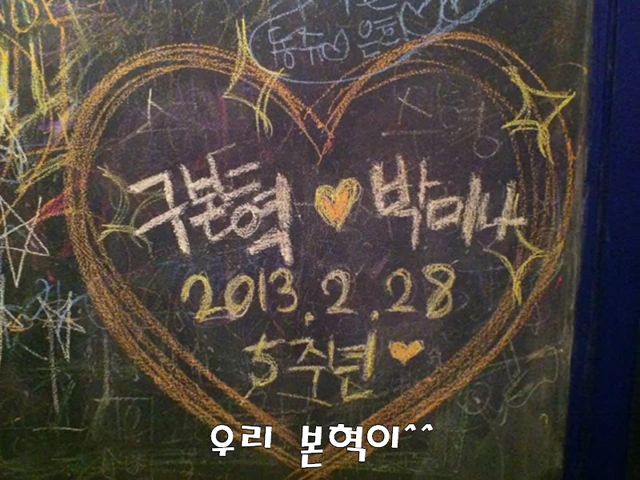 구본혁 ♥ 박미나
2013.2.28
5주년 ♥
우리 본혁이^^